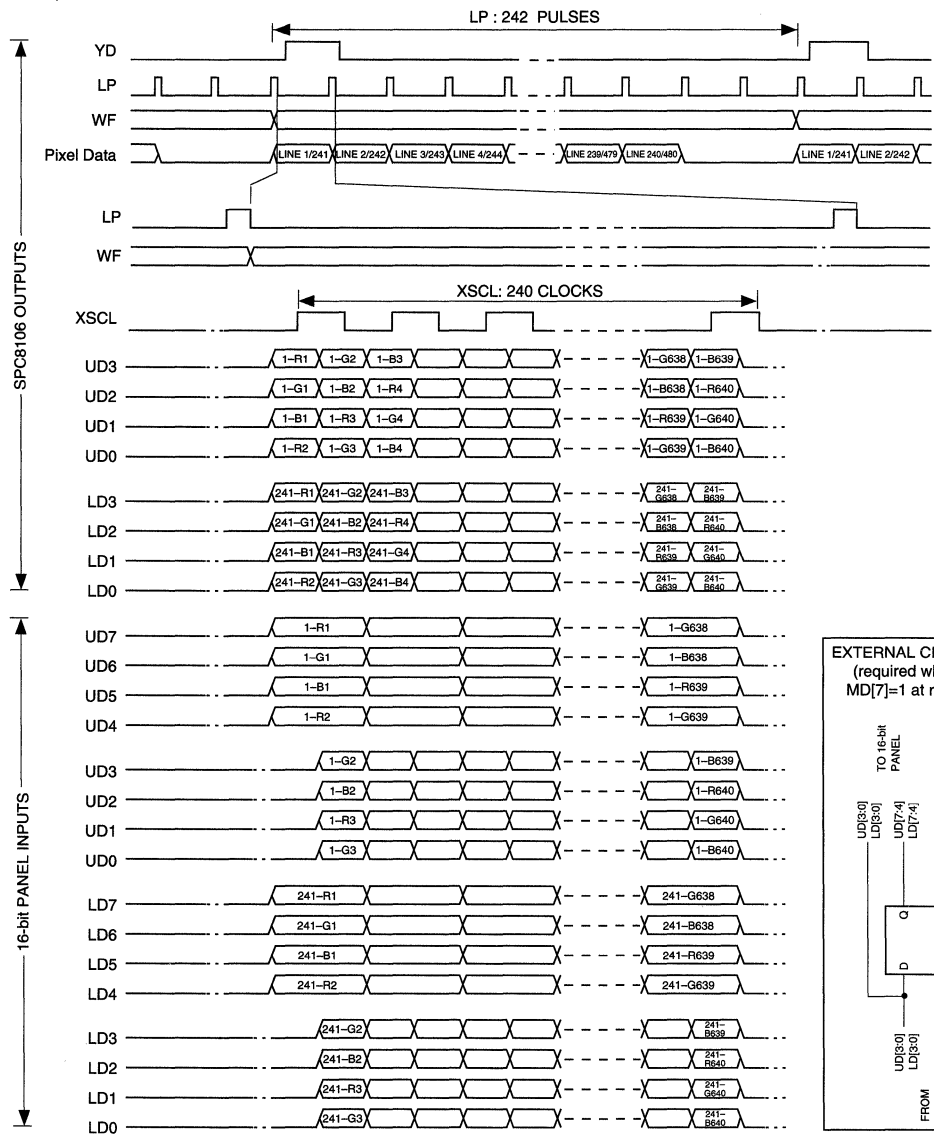 LP : 242 PULSES
YD
LP
WF
Pixel Data
LINE 1/241 LINE 2/242 LINE 3/243 LINE 4/244 LINE 239/479 LINE 240/480 LINE 1/241 LINE 2/242
LP
WF
XSCL: 240 CLOCKS
XSCL
SPC8106 OUTPUTS
UD3 1–R1 1–G2 1–B3 1–G638 1–B639
UD2 1–G1 1–B2 1–R4 1–B638 1–R640
UD1 1–B1 1–R3 1–G4 1–R639 1–G640
UD0 1–R2 1–G3 1–B4 1–G639 1–B640
LD3 241–R1 241–G2 241–B3 241–G638 241–B639
LD2 241–G1 241–B2 241–R4 241–B638 241–R640
LD1 241–B1 241–R3 241–G4 241–R639 241–G640
LD0 241–R2 241–G3 241–B4 241–G639 241–B640
16-bit PANEL INPUTS
UD7 1–R1 1–G638
UD6 1–G1 1–B638
UD5 1–B1 1–R639
UD4 1–R2 1–G639
UD3 1–G2 1–B639
UD2 1–B2 1–R640
UD1 1–R3 1–G640
UD0 1–G3 1–B640
LD7 241–R1 241–G638
LD6 241–G1 241–B638
LD5 241–B1 241–R639
LD4 241–R2 241–G639
LD3 241–G2 241–B639
LD2 241–B2 241–R640
LD1 241–R3 241–G640
LD0 241–G3 241–B640
EXTERNAL
(required
MD[7]=1 at
TO 16-bit
PANEL
UD[3:0]
LD[3:0]
UD[7:4]
LD[7:4]
Q
D
UD[3:0]
LD[3:0]
FROM